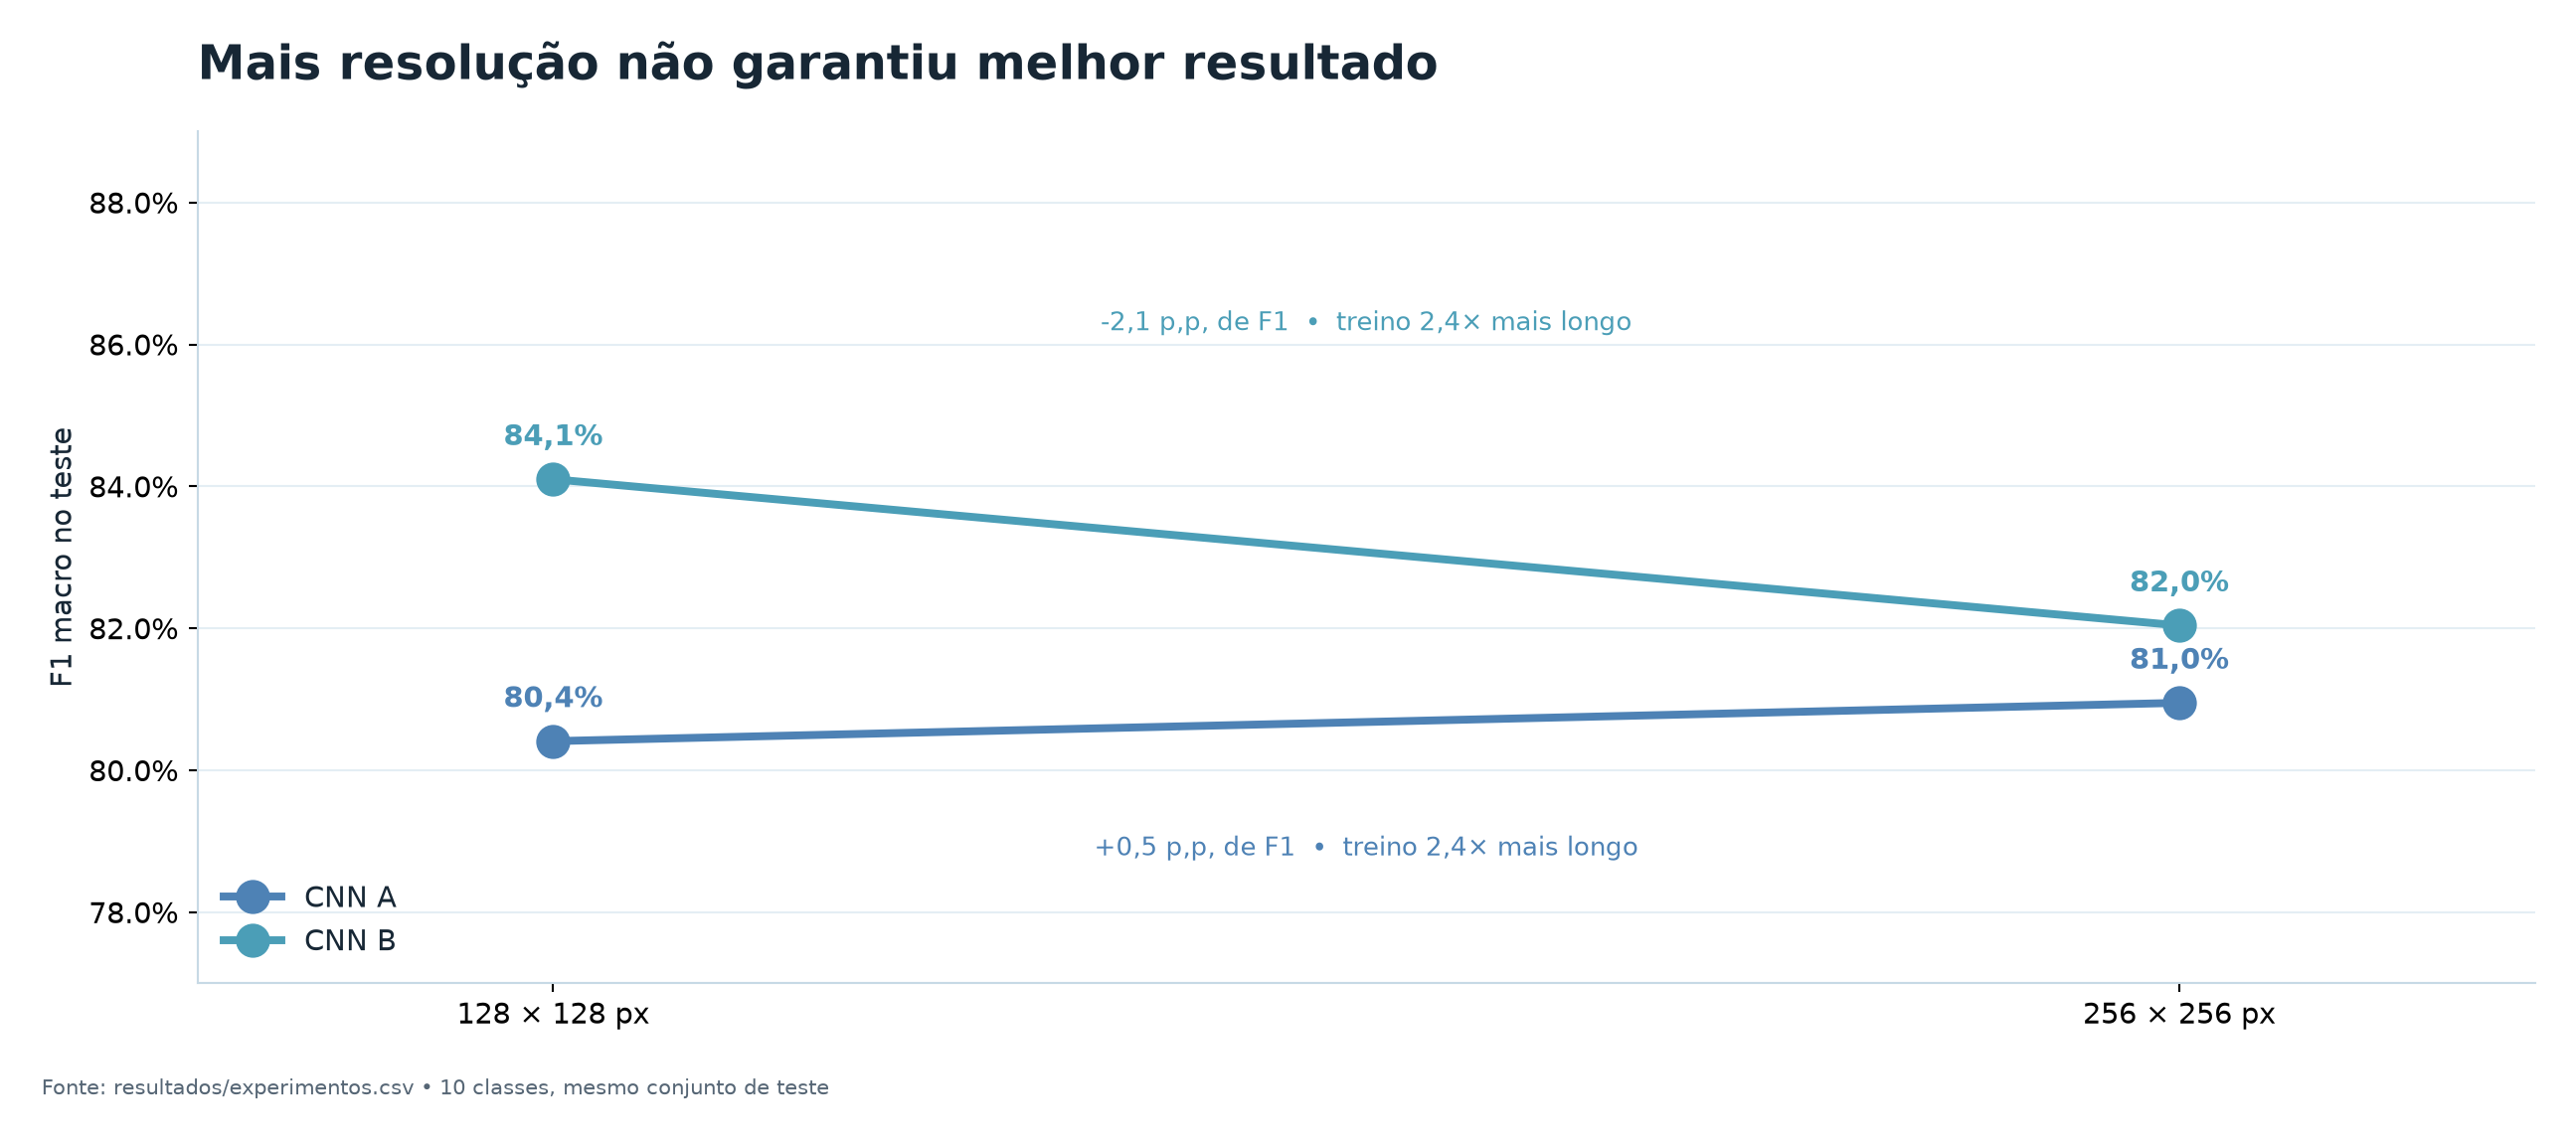 Mais resolução não garantiu melhor resultado
F1 macro no teste
88.0%
86.0%
84.0%
82.0%
80.0%
78.0%
-2,1 p,p, de F1 • treino 2,4× mais longo
84,1%
82,0%
81,0%
80,4%
+0,5 p,p, de F1 • treino 2,4× mais longo
CNN A
CNN B
128 × 128 px
256 × 256 px
Fonte: resultados/experimentos.csv • 10 classes, mesmo conjunto de teste